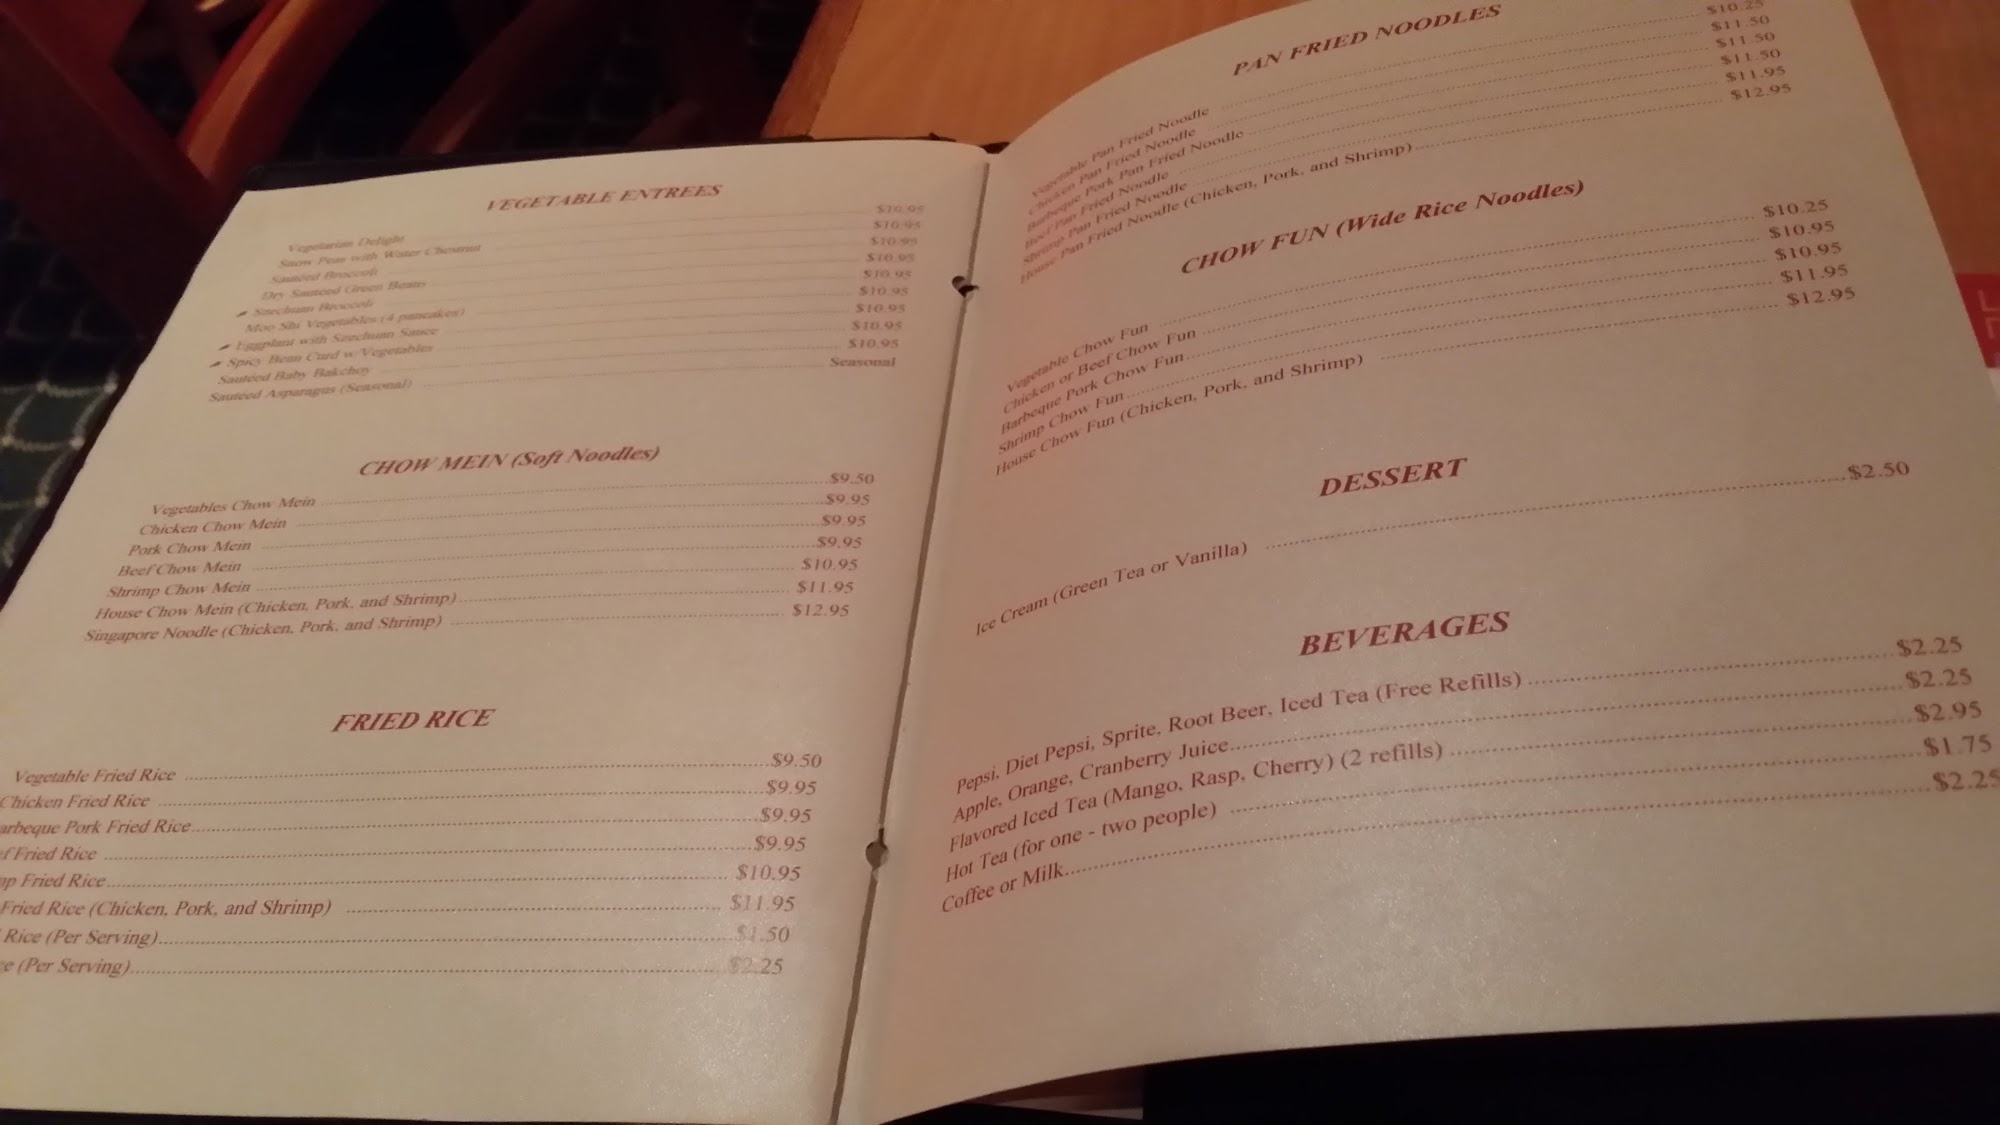 VEGETABLE ENTREES
Vegetarian Delight $10.95
Snow Peas with Water Chestnut $10.95
Sautéed Broccoli $10.95
Dry Sautéed Green Beans $10.95
Szechuan Broccoli $10.95
Moo Shi Vegetables (4 pancakes) $10.95
Eggplant with Szechuan Sauce $10.95
Spicy Bean Curd w/Vegetables $10.95
Sautéed Baby Bakchoy $10.95
Sautéed Asparagus (Seasonal) Seasonal
CHOW MEIN (Soft Noodles)
Vegetables Chow Mein $9.50
Chicken Chow Mein $9.95
Pork Chow Mein $9.95
Beef Chow Mein $9.95
Shrimp Chow Mein $10.95
House Chow Mein (Chicken, Pork, and Shrimp) $11.95
Singapore Noodle (Chicken, Pork, and Shrimp) $12.95
FRIED RICE
Vegetable Fried Rice $9.50
Chicken Fried Rice $9.95
arbeque Pork Fried Rice $9.95
f Fried Rice $9.95
mp Fried Rice $10.95
Fried Rice (Chicken, Pork, and Shrimp) $11.95
Rice (Per Serving) $1.50
ce (Per Serving) $2.25
PAN FRIED NOODLES
Vegetable Pan Fried Noodle $10.25
Chicken Pan Fried Noodle $11.50
Barbeque Pork Pan Fried Noodle $11.50
Beef Pan Fried Noodle $11.50
Shrimp Pan Fried Noodle $11.95
House Pan Fried Noodle (Chicken, Pork, and Shrimp) $12.95
CHOW FUN (Wide Rice Noodles)
Vegetable Chow Fun $10.25
Chicken or Beef Chow Fun $10.95
Barbeque Pork Chow Fun $10.95
Shrimp Chow Fun $11.95
House Chow Fun (Chicken, Pork, and Shrimp) $12.95
DESSERT
Ice Cream (Green Tea or Vanilla) $2.50
BEVERAGES
Pepsi, Diet Pepsi, Sprite, Root Beer, Iced Tea (Free Refills) $2.25
Apple, Orange, Cranberry Juice $2.25
Flavored Iced Tea (Mango, Rasp, Cherry) (2 refills) $2.95
Hot Tea (for one - two people) $1.75
Coffee or Milk $2.25